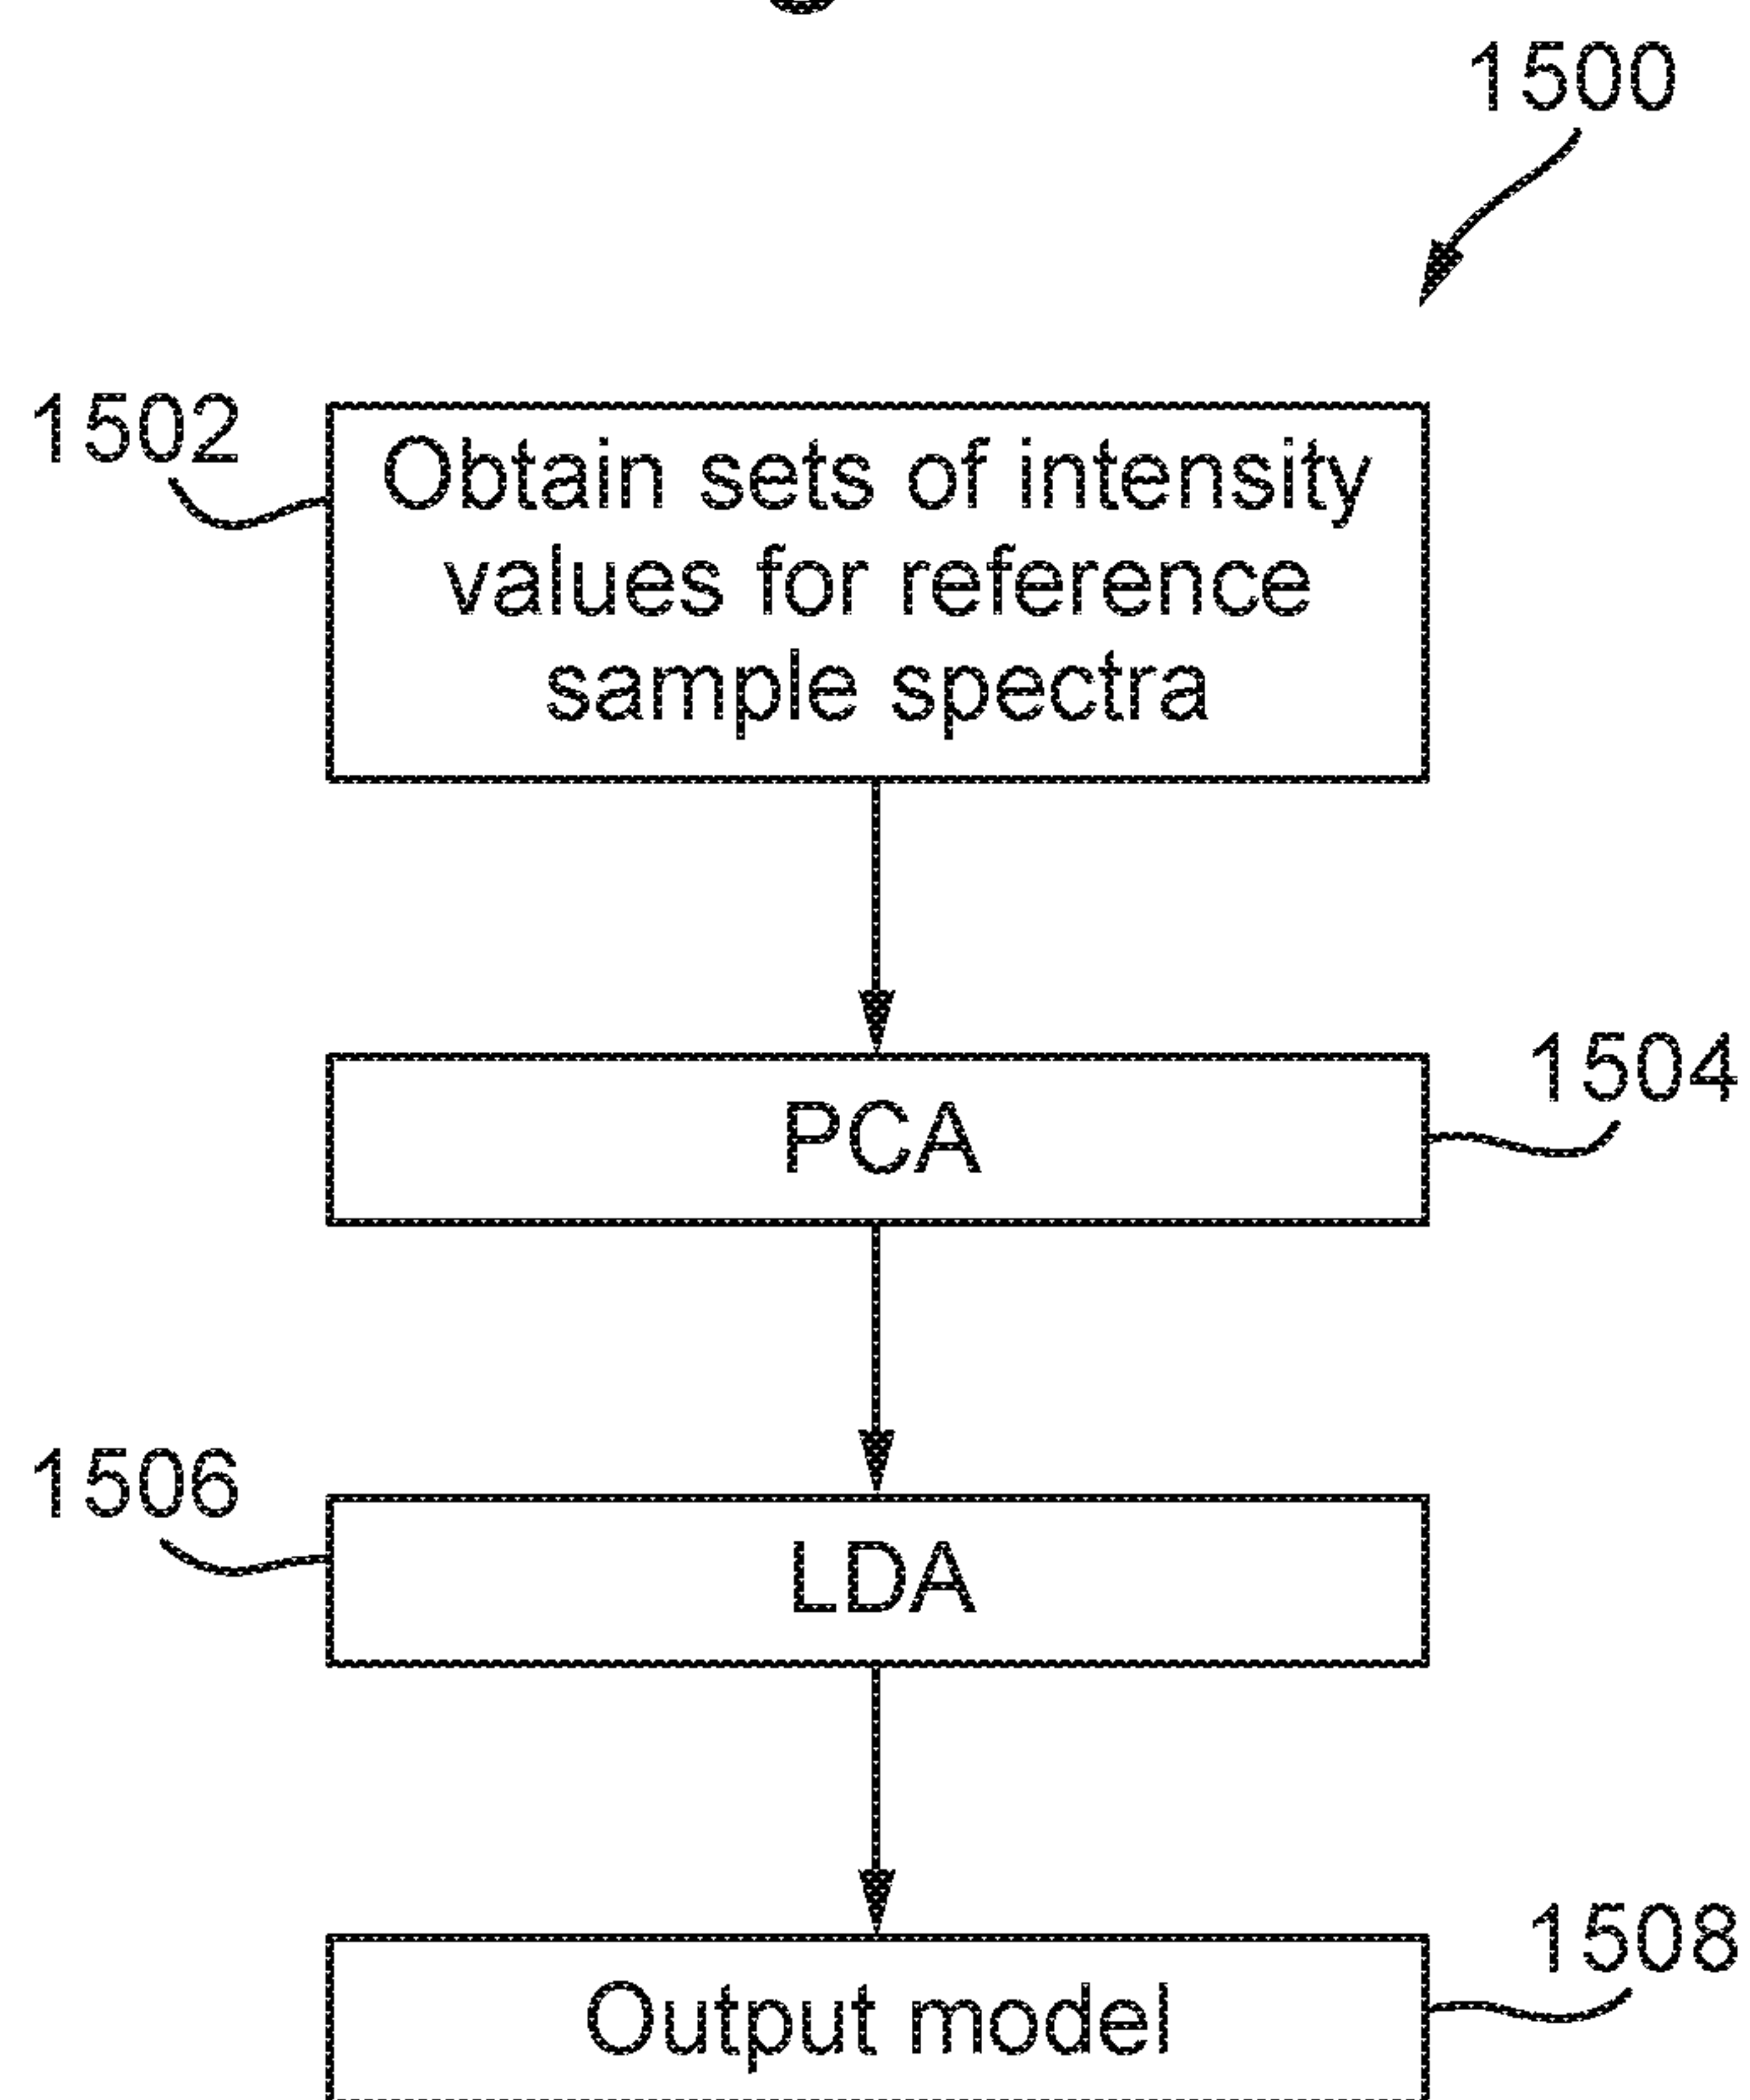 1500
1502
Obtain sets of intensity
values for reference
sample spectra
1504
PCA
1506
LDA
1508
Output model